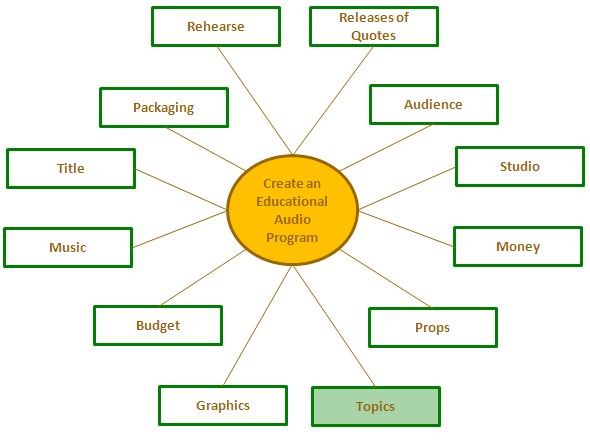 Rehearse
Releases of
Quotes
Packaging
Audience
Title
Studio
Create an
Educational
Audio
Program
Music
Money
Budget
Props
Graphics
Topics